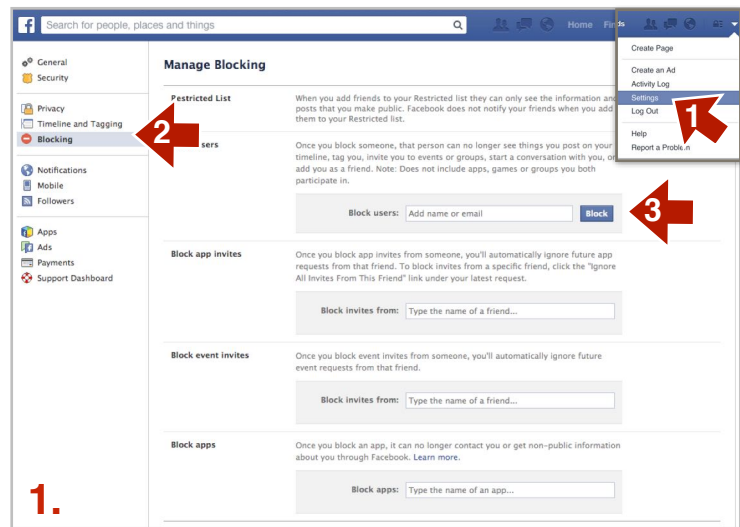 f Search for people, places and things
Home Fin s
Create Page
Create an Ad
Activity Log
Settings
Log Out
Help
Report a Problem
1
General
Security
Privacy
Timeline and Tagging
Blocking
2
Notifications
Mobile
Followers
Apps
Ads
Payments
Support Dashboard
Manage Blocking
Restricted List
When you add friends to your Restricted list they can only see the information and
posts that you make public. Facebook does not notify your friends when you add
them to your Restricted list.
sers
Once you block someone, that person can no longer see things you post on your
timeline, tag you, invite you to events or groups, start a conversation with you, or
add you as a friend. Note: Does not include apps, games or groups you both
participate in.
Block users: Add name or email Block
3
Block app invites
Once you block app invites from someone, you'll automatically ignore future app
requests from that friend. To block invites from a specific friend, click the "Ignore
All Invites From This Friend" link under your latest request.
Block invites from: Type the name of a friend...
Block event invites
Once you block event invites from someone, you'll automatically ignore future
event requests from that friend.
Block invites from: Type the name of a friend...
Block apps
Once you block an app, it can no longer contact you or get non-public information
about you through Facebook. Learn more.
Block apps: Type the name of an app...
1.